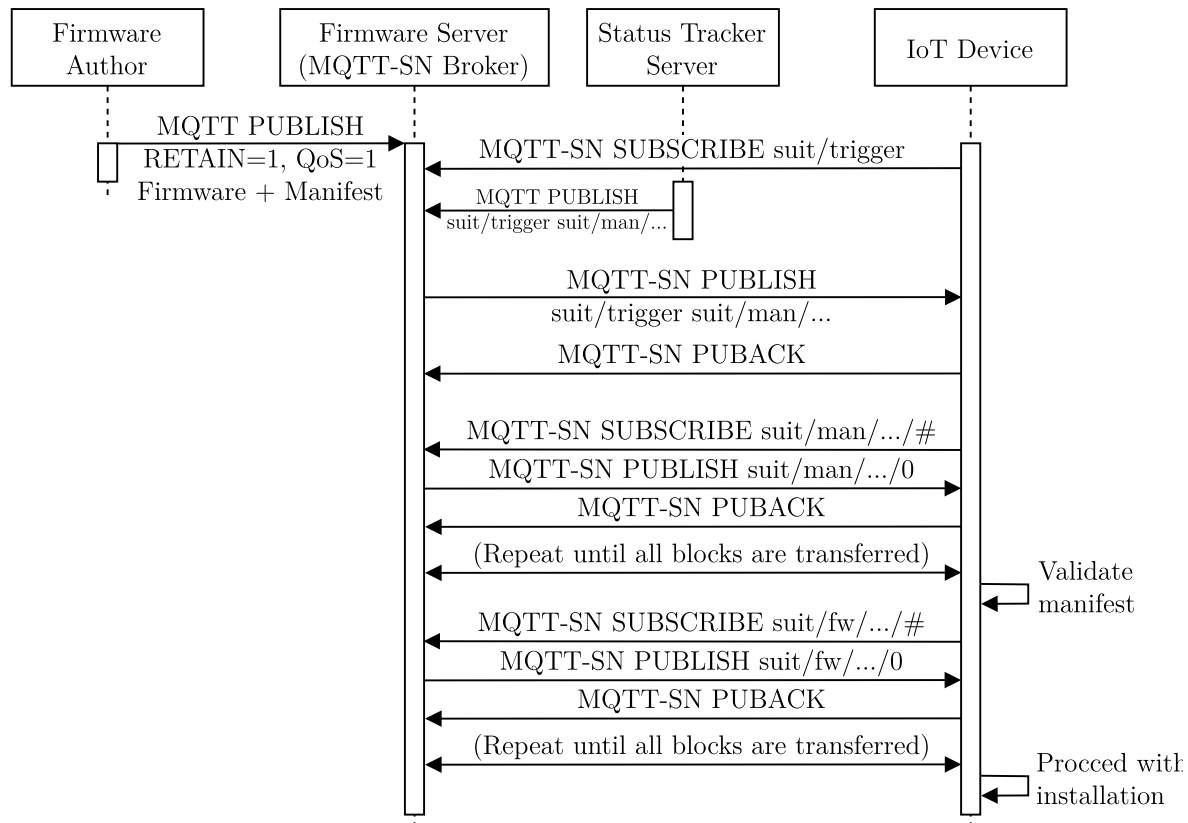 Firmware
Author
Firmware Server
(MQTT-SN Broker)
Status Tracker
Server
IoT Device
MQTT PUBLISH
RETAIN=1, QoS=1
Firmware + Manifest
MQTT-SN SUBSCRIBE suit/trigger
MQTT PUBLISH
suit/trigger suit/man/...
MQTT-SN PUBLISH
suit/trigger suit/man/...
MQTT-SN PUBACK
MQTT-SN SUBSCRIBE suit/man/.../#
MQTT-SN PUBLISH suit/man/.../0
MQTT-SN PUBACK
(Repeat until all blocks are transferred)
Validate
manifest
MQTT-SN SUBSCRIBE suit/fw/.../#
MQTT-SN PUBLISH suit/fw/.../0
MQTT-SN PUBACK
(Repeat until all blocks are transferred)
Procced with
installation